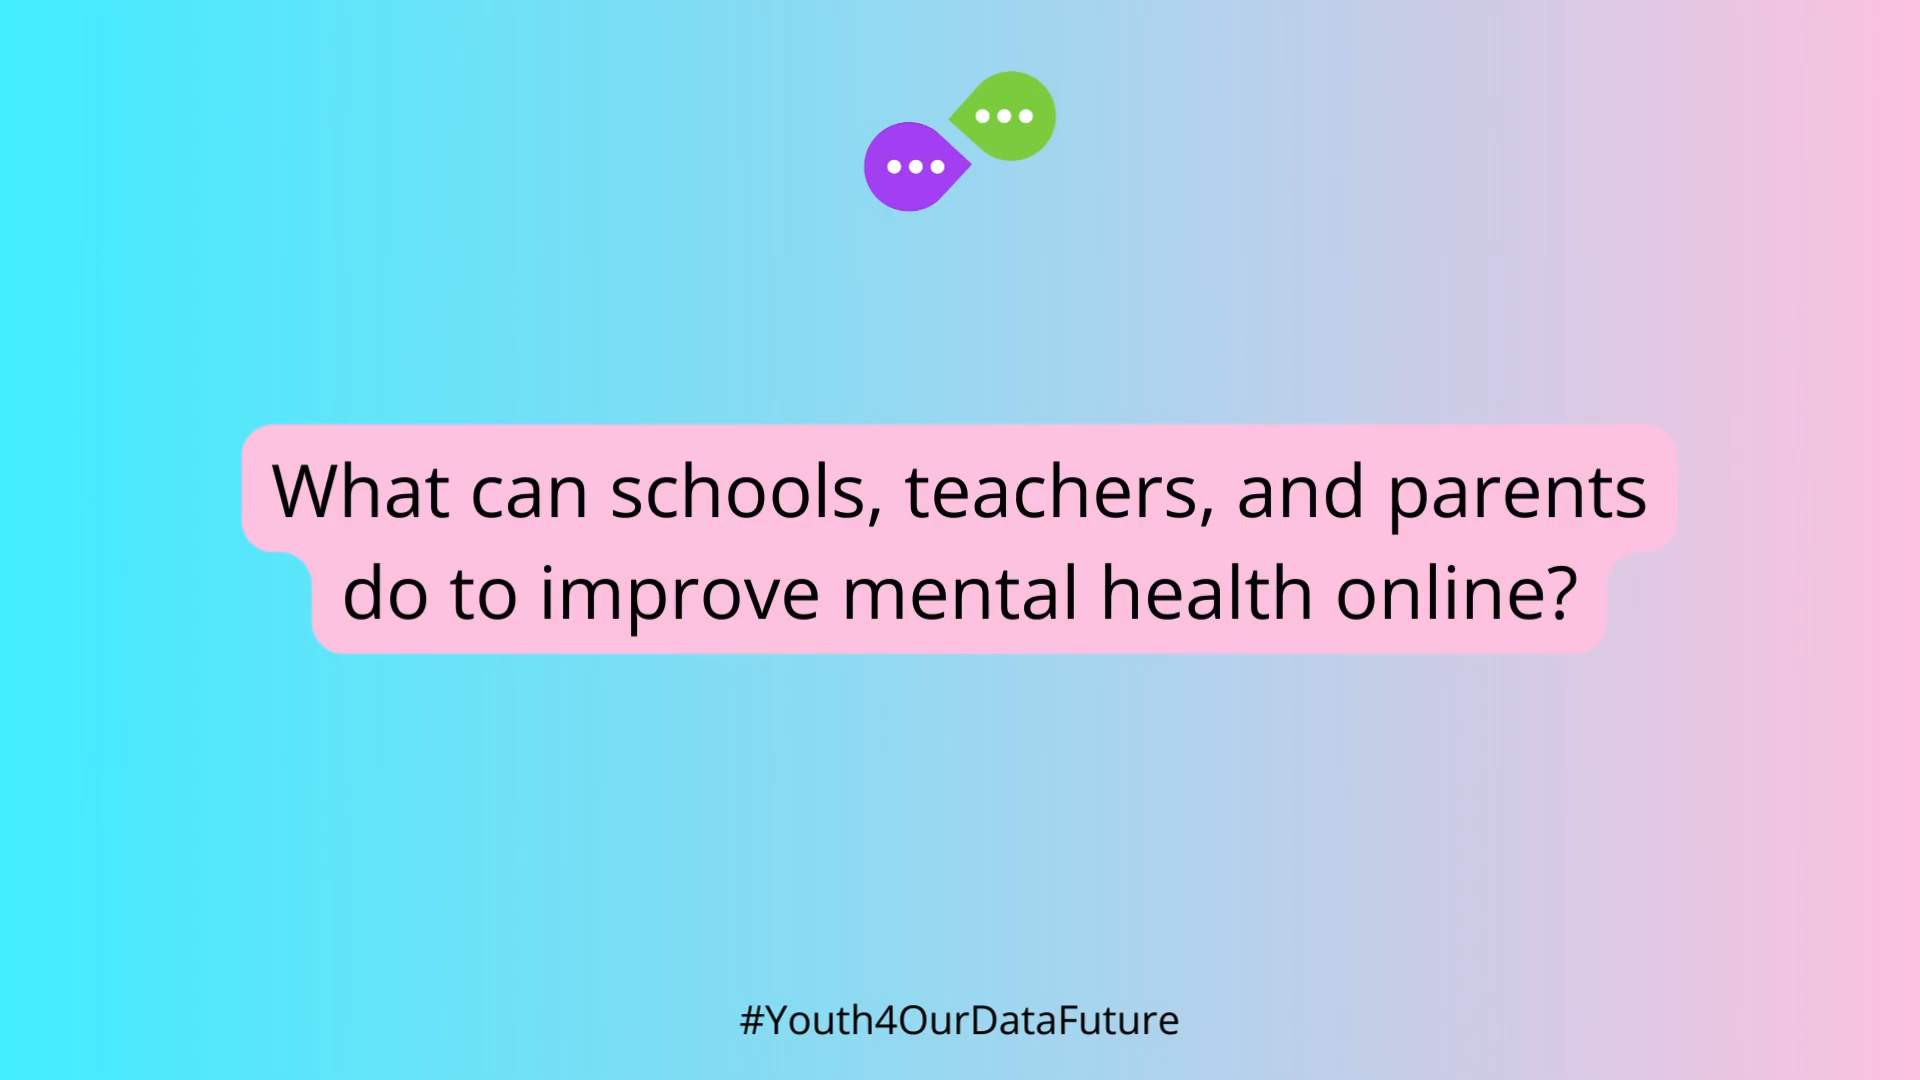 What can schools, teachers, and parents
do to improve mental health online?
#Youth4OurDataFuture